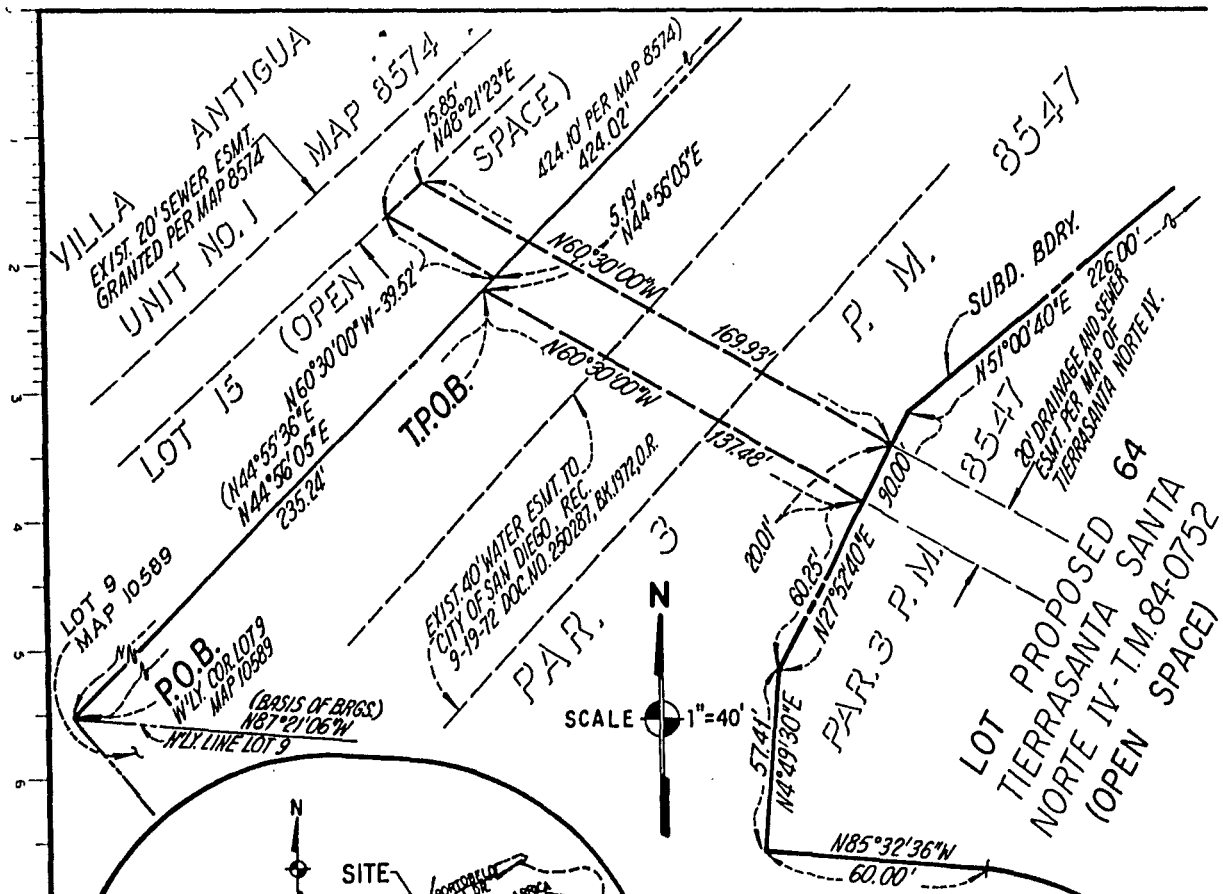 VILLA ANTIGUA
UNIT NO. 1 MAP 8574
EXIST. 20' SEWER ESMT.
GRANTED PER MAP 8574
LOT 15 (OPEN SPACE)
15.85'
N48°21'23"E
424.10' PER MAP 8574)
424.02'
5.19'
N44°56'05"E
N60°30'00"W
169.93'
N60°30'00"W-39.52'
(N44°55'36"E
N44°56'05"E
235.24'
T.P.O.B.
N60°30'00"W
137.48'
P. M. 8547
SUBD. BDRY.
N51°00'40"E 226.00'
8547
20' DRAINAGE AND SEWER
ESMT. PER MAP OF
TIERRASANTA NORTE IV.
EXIST. 40' WATER ESMT. TO
CITY OF SAN DIEGO, REC.
9-19-72 DOC. NO. 250287, BK.1972,O.R.
PAR. 3
20.01'
90.00'
60.25'
N27°52'40"E
PAR. 3 P. M.
LOT 9
MAP 10589
P.O.B.
W'LY. COR. LOT 9
MAP 10589
(BASIS OF BRGS.)
N87°21'06"W
N'LY. LINE LOT 9
N
SCALE 1"=40'
57.41'
N4°49'30"E
N85°32'36"W
60.00'
LOT 64
PROPOSED
TIERRASANTA SANTA
NORTE IV-T.M.84-0752
(OPEN SPACE)
N
SITE
1
2
3
4
5
6